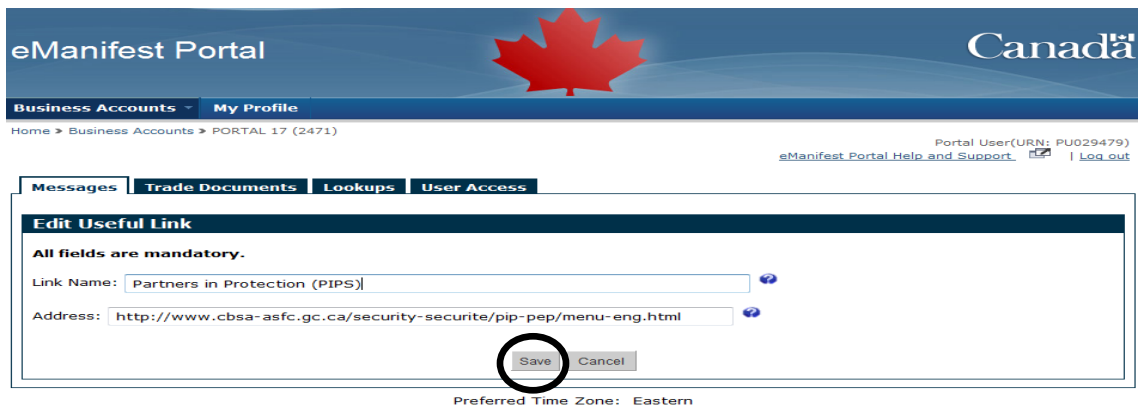 eManifest Portal
Canada
Business Accounts My Profile
Home > Business Accounts > PORTAL 17 (2471)
Portal User(URN: PU029479)
eManifest Portal Help and Support | Log out
Messages Trade Documents Lookups User Access
Edit Useful Link
All fields are mandatory.
Link Name: Partners in Protection (PIPS)
Address: http://www.cbsa-asfc.gc.ca/security-securite/pip-pep/menu-eng.html
Save Cancel
Preferred Time Zone: Eastern